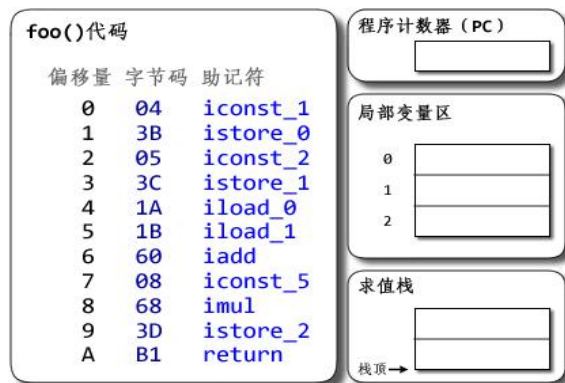 foo()代码
偏移量 字节码 助记符
0 04 iconst_1
1 3B istore_0
2 05 iconst_2
3 3C istore_1
4 1A iload_0
5 1B iload_1
6 60 iadd
7 08 iconst_5
8 68 imul
9 3D istore_2
A B1 return
程序计数器（PC）
局部变量区
0
1
2
求值栈
栈顶→